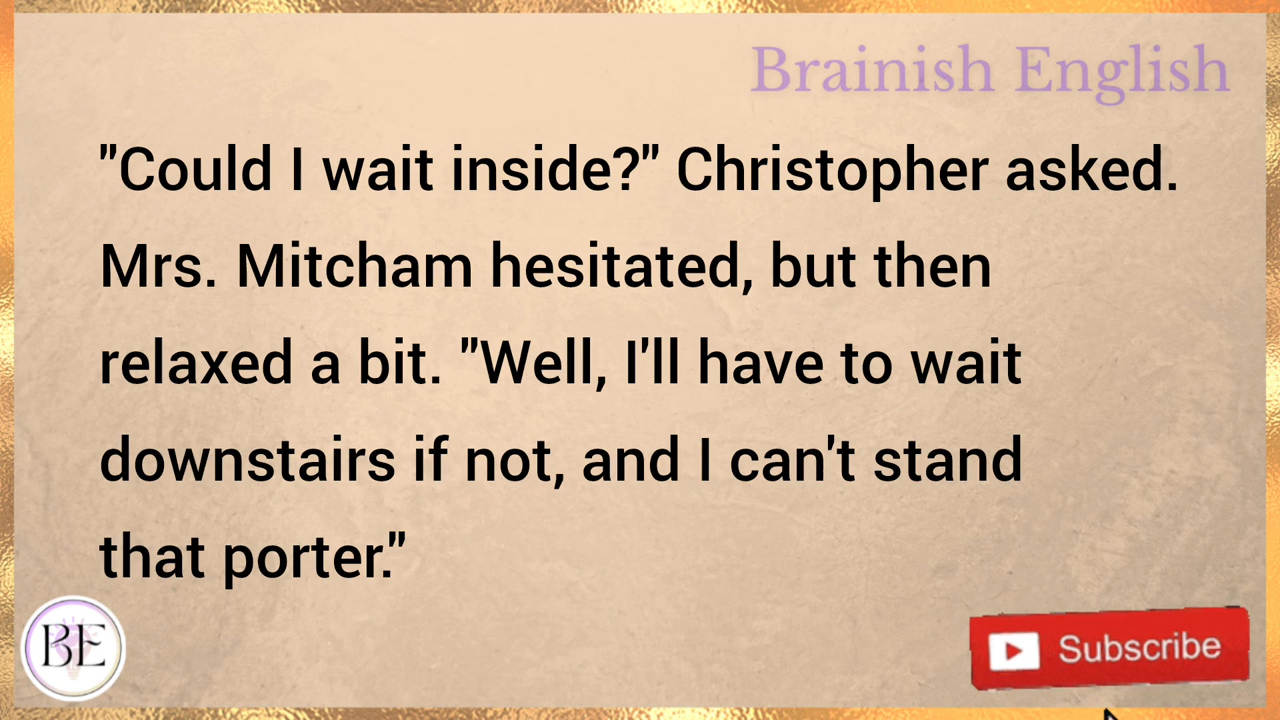 Brainish English
"Could I wait inside?" Christopher asked.
Mrs. Mitcham hesitated, but then
relaxed a bit. "Well, I'll have to wait
downstairs if not, and I can't stand
that porter."
BE
Subscribe